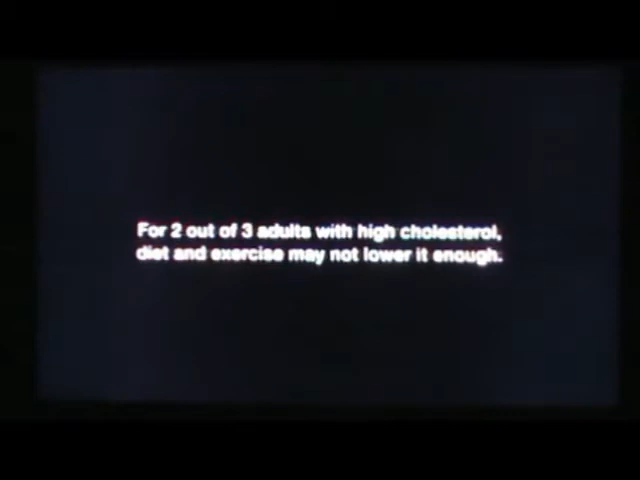 For 2 out of 3 adults with high cholesterol,
diet and exercise may not lower it enough.